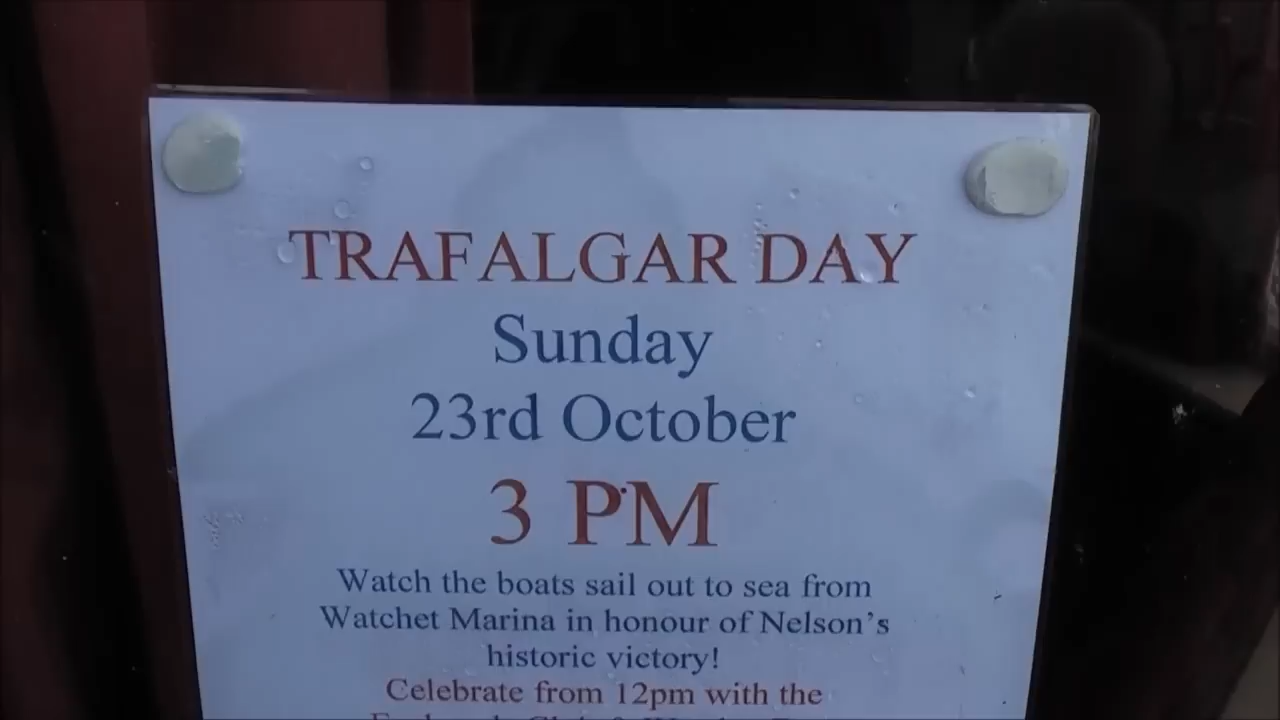 TRAFALGAR DAY
Sunday
23rd October
3 PM
Watch the boats sail out to sea from
Watchet Marina in honour of Nelson's
historic victory!
Celebrate from 12pm with the